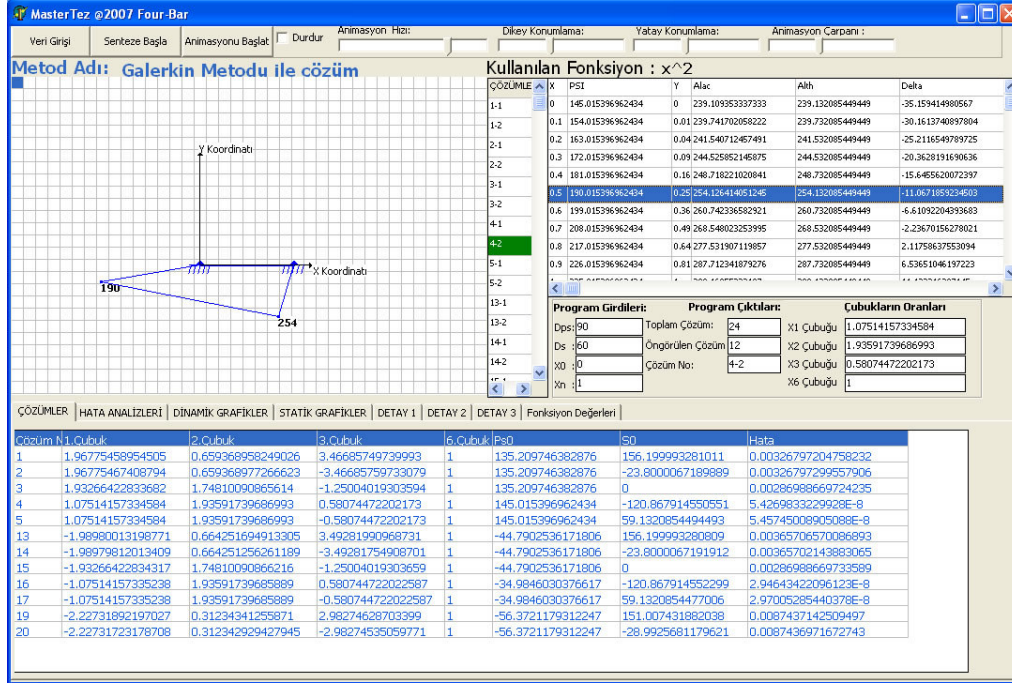 MasterTez @2007 Four-Bar
Veri Girişi Senteze Başla Animasyonu Başlat Durdur Animasyon Hızı: Dikey Konumlama: Yatay Konumlama: Animasyon Çarpanı :
Metod Adı: Galerkin Metodu ile cözüm
Kullanılan Fonksiyon : x^2
Y Koordinatı
X Koordinatı
190
254
ÇÖZÜMLE
1-1
1-2
2-1
2-2
3-1
3-2
4-1
4-2
5-1
5-2
13-1
13-2
14-1
14-2
X PSI Y Alac Alth Delta
0 145.015396962434 0 239.109353337333 239.132085449449 -35.159414980567
0.1 154.015396962434 0.01 239.741702058222 239.732085449449 -30.1613740897804
0.2 163.015396962434 0.04 241.540712457491 241.532085449449 -25.2116549789725
0.3 172.015396962434 0.09 244.525852145875 244.532085449449 -20.3628191690636
0.4 181.015396962434 0.16 248.718221020841 248.732085449449 -15.6455620072397
0.5 190.015396962434 0.25 254.126414051245 254.132085449449 -11.0671859234503
0.6 199.015396962434 0.36 260.742336582921 260.732085449449 -6.61092204393683
0.7 208.015396962434 0.49 268.548023253995 268.532085449449 -2.23670156278021
0.8 217.015396962434 0.64 277.531907119857 277.532085449449 2.11758637553094
0.9 226.015396962434 0.81 287.712341879276 287.732085449449 6.53651046197223
Program Girdileri: Program Çıktıları: Çubukların Oranları
Dps: 90 Toplam Çözüm: 24 X1 Çubuğu 1.07514157334584
Ds : 60 Öngörülen Çözüm 12 X2 Çubuğu 1.93591739686993
X0 : 0 Çözüm No: 4-2 X3 Çubuğu 0.58074472202173
Xn : 1 X6 Çubuğu 1
ÇÖZÜMLER HATA ANALİZLERİ DİNAMİK GRAFİKLER STATİK GRAFİKLER DETAY 1 DETAY 2 DETAY 3 Fonksiyon Değerleri
Çözüm N 1.Çubuk 2.Çubuk 3.Çubuk 6.Çubuk Ps0 S0 Hata
1 1.96775458954505 0.659368958249026 3.46685749739993 1 135.209746382876 156.199993281011 0.00326797204758232
2 1.96775467408794 0.659368977266623 -3.46685759733079 1 135.209746382876 -23.8000067189889 0.00326797299557906
3 1.93266422833682 1.74810090865614 -1.25004019303594 1 135.209746382876 0 0.00286988669724235
4 1.07514157334584 1.93591739686993 0.58074472202173 1 145.015396962434 -120.867914550551 5.4269833229928E-8
5 1.07514157334584 1.93591739686993 -0.58074472202173 1 145.015396962434 59.1320854494493 5.45745008905088E-8
13 -1.98980013198771 0.664251694913305 3.49281990968731 1 -44.7902536171806 156.199993280809 0.00365706570086893
14 -1.98979812013409 0.664251256261189 -3.49281754908701 1 -44.7902536171806 -23.8000067191912 0.00365702143883065
15 -1.93266422834317 1.74810090866216 -1.25004019303659 1 -44.7902536171806 0 0.00286988669733589
16 -1.07514157335238 1.93591739685889 0.580744722022587 1 -34.9846030376617 -120.867914552299 2.94643422096123E-8
17 -1.07514157335238 1.93591739685889 -0.580744722022587 1 -34.9846030376617 59.1320854477006 2.97005285440378E-8
19 -2.22731892197027 0.31234341255871 2.98274628703399 1 -56.3721179312247 151.007431882038 0.0087437142509497
20 -2.22731723178708 0.312342929427945 -2.98274535059771 1 -56.3721179312247 -28.9925681179621 0.0087436971672743